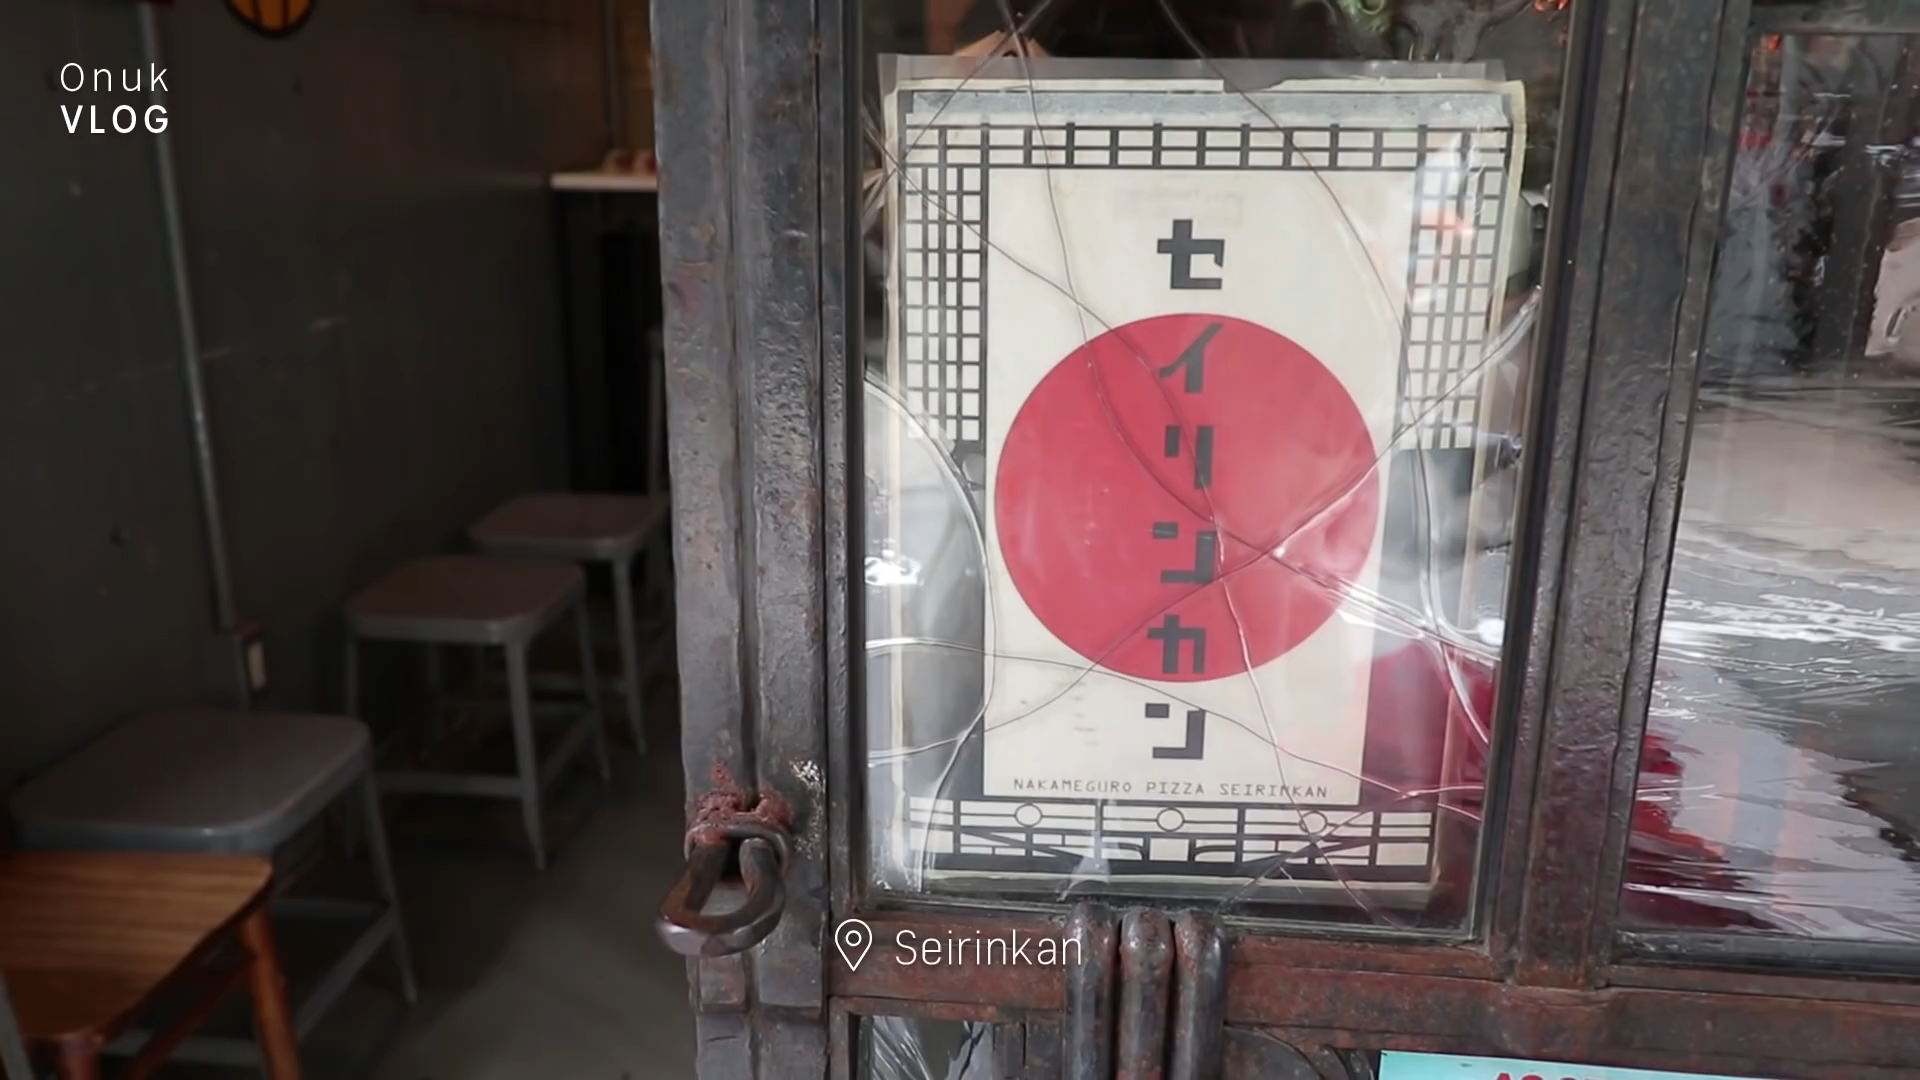 Onuk
VLOG
セイリンカン
NAKAMEGURO PIZZA SEIRINKAN
Seirinkan